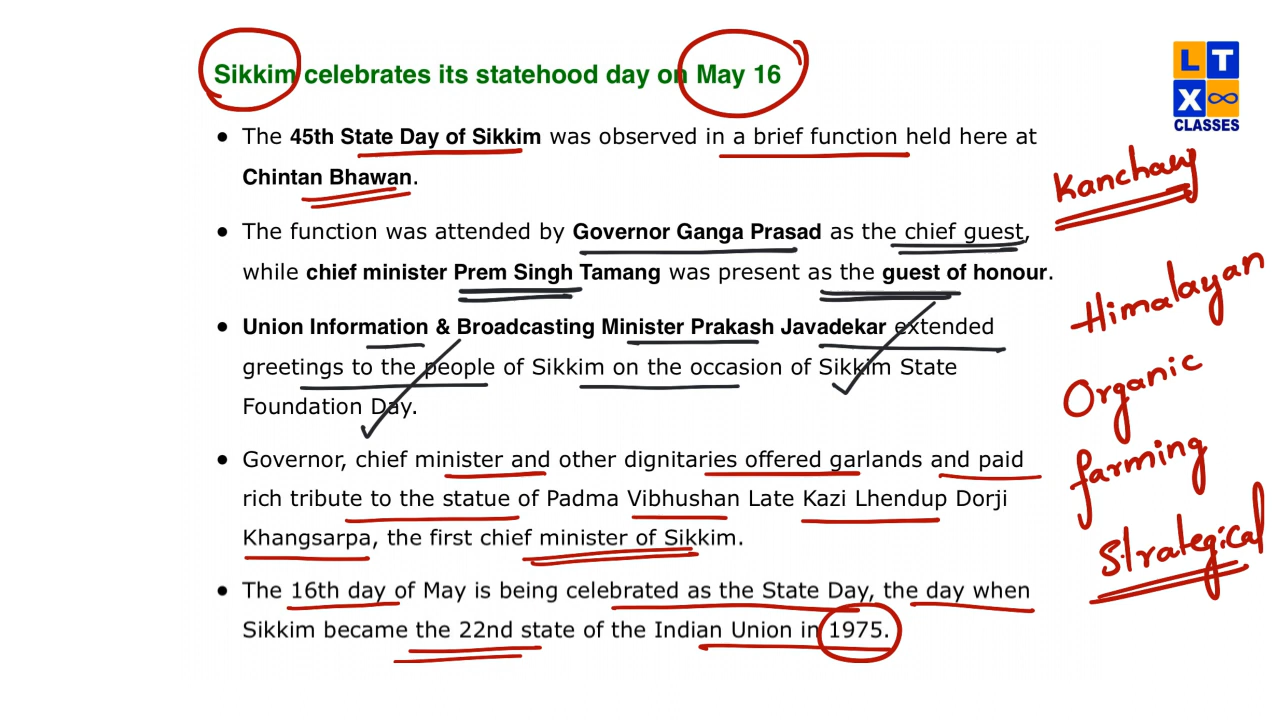 Sikkim celebrates its statehood day on May 16
• The 45th State Day of Sikkim was observed in a brief function held here at
Chintan Bhawan.
• The function was attended by Governor Ganga Prasad as the chief guest,
while chief minister Prem Singh Tamang was present as the guest of honour.
• Union Information & Broadcasting Minister Prakash Javadekar extended
greetings to the people of Sikkim on the occasion of Sikkim State
Foundation Day.
• Governor, chief minister and other dignitaries offered garlands and paid
rich tribute to the statue of Padma Vibhushan Late Kazi Lhendup Dorji
Khangsarpa, the first chief minister of Sikkim.
• The 16th day of May is being celebrated as the State Day, the day when
Sikkim became the 22nd state of the Indian Union in 1975.
LT
X∞
CLASSES
Himalayan
Organic
farming
Strategical